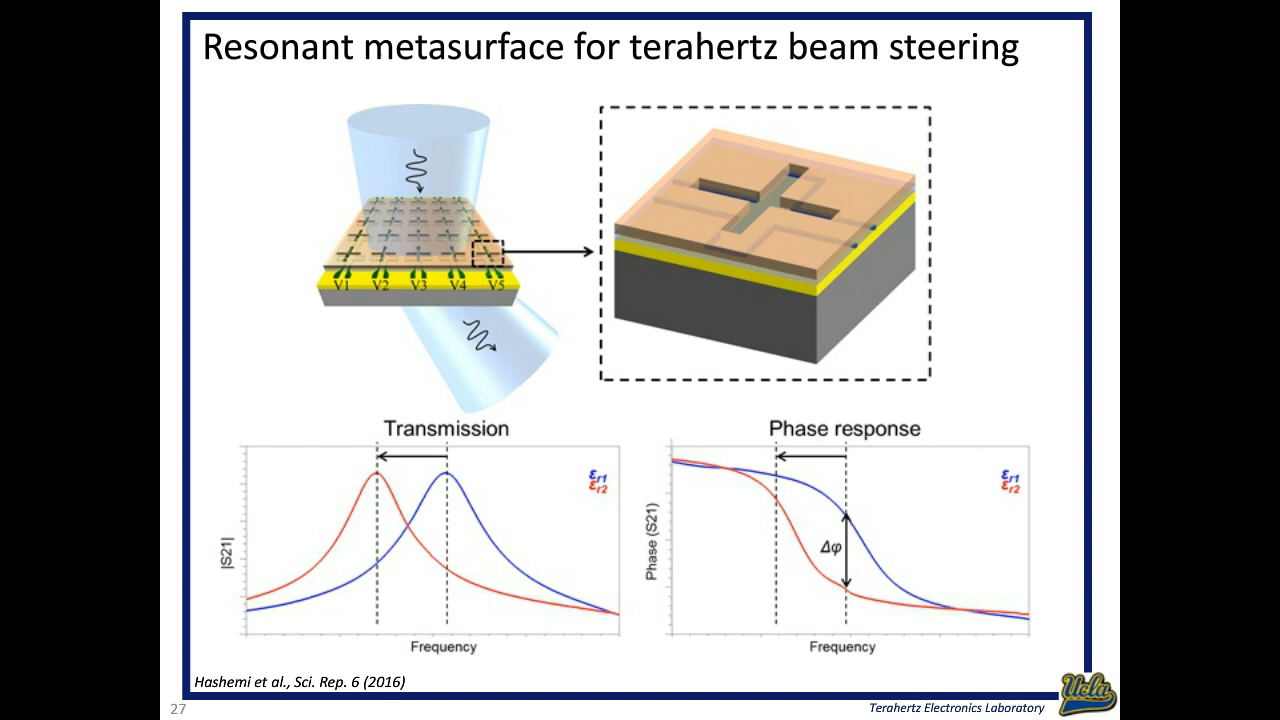 Resonant metasurface for terahertz beam steering
V1 V2 V3 V4 V5
Transmission
εr1
εr2
|S21|
Frequency
Phase response
εr1
εr2
Phase (S21)
Δφ
Frequency
Hashemi et al., Sci. Rep. 6 (2016)
27
Terahertz Electronics Laboratory
Ucla